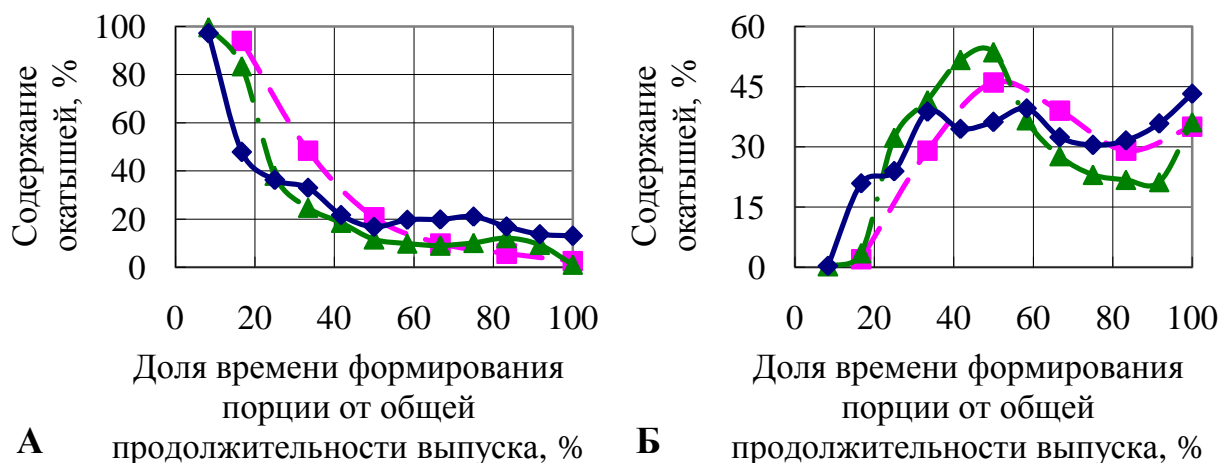 Содержание
окатышей, %
100
80
60
40
20
0
0 20 40 60 80 100
Доля времени формирования
порции от общей
продолжительности выпуска, %
А
Содержание
окатышей, %
60
45
30
15
0
0 20 40 60 80 100
Доля времени формирования
порции от общей
продолжительности выпуска, %
Б